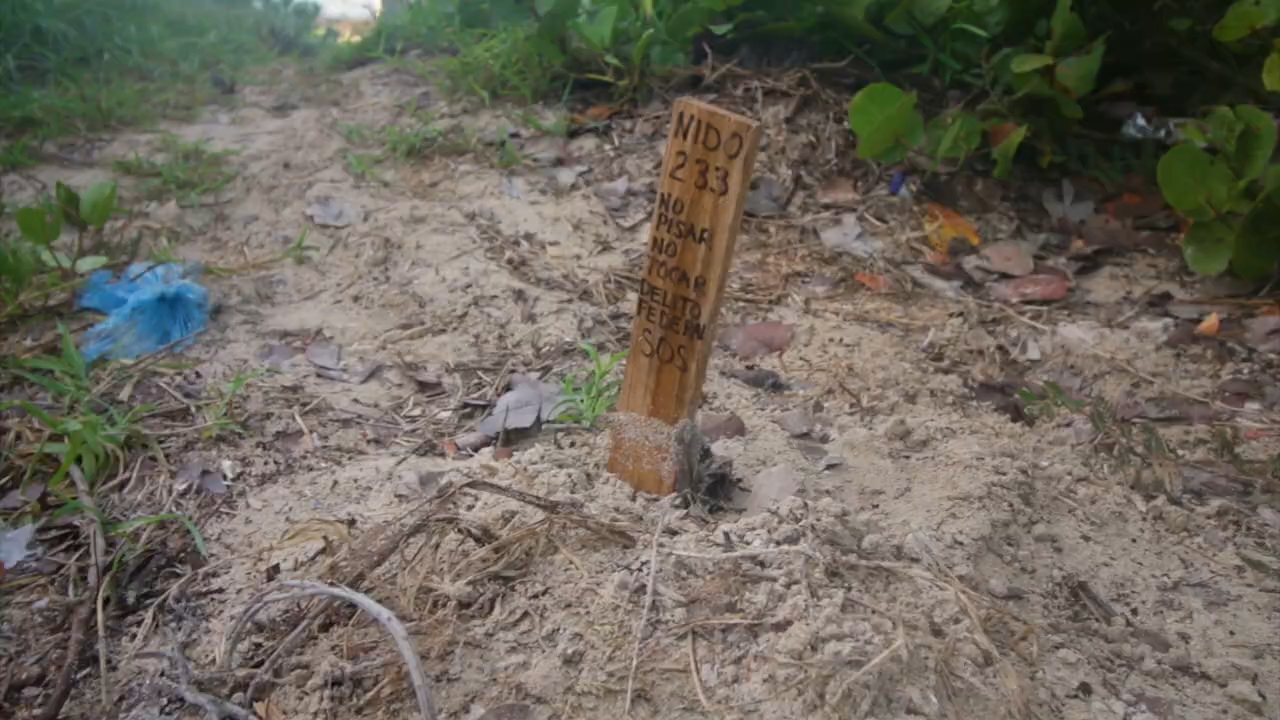 NIDO
233
NO
PISAR
NO
TOCAR
DELITO
FEDERAL
SOS